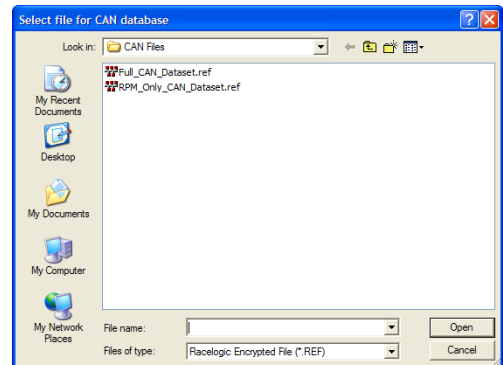 Select file for CAN database
Look in: CAN Files
Full_CAN_Dataset.ref
RPM_Only_CAN_Dataset.ref
My Recent
Documents
Desktop
My Documents
My Computer
My Network
Places
File name: Open
Files of type: Racelogic Encrypted File (*.REF) Cancel